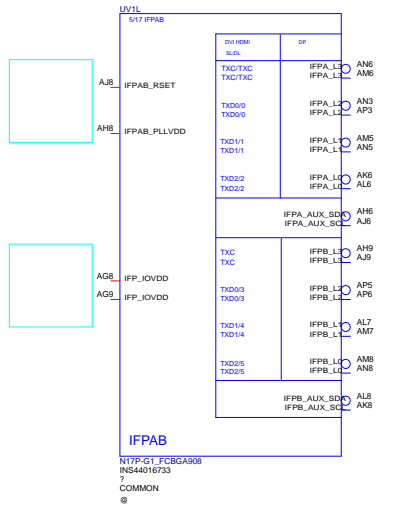 UV1L
5/17 IFPAB
DVI HDMI DP
SL/DL
TXC/TXC IFPA_L3 AN6
TXC/TXC IFPA_L3 AM6
AJ8 IFPAB_RSET
TXD0/0 IFPA_L2 AN3
TXD0/0 IFPA_L2 AP3
AH8 IFPAB_PLLVDD
TXD1/1 IFPA_L1 AM5
TXD1/1 IFPA_L1 AN5
TXD2/2 IFPA_L0 AK6
TXD2/2 IFPA_L0 AL6
IFPA_AUX_SDA AH6
IFPA_AUX_SCL AJ6
TXC IFPB_L3 AH9
TXC IFPB_L3 AJ9
AG8 IFP_IOVDD
TXD0/3 IFPB_L2 AP5
TXD0/3 IFPB_L2 AP6
AG9 IFP_IOVDD
TXD1/4 IFPB_L1 AL7
TXD1/4 IFPB_L1 AM7
TXD2/5 IFPB_L0 AM8
TXD2/5 IFPB_L0 AN8
IFPB_AUX_SDA AL8
IFPB_AUX_SCL AK8
IFPAB
N17P-G1_FCBGA908
INS44016733
?
COMMON
@